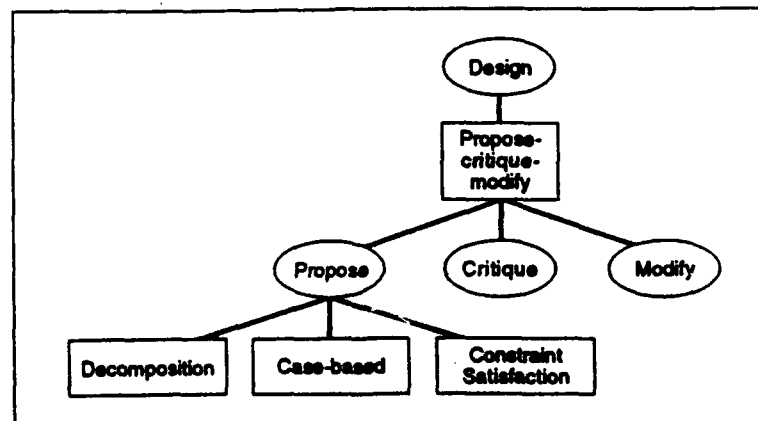 Design
Propose-
critique-
modify
Propose
Critique
Modify
Decomposition
Case-based
Constraint
Satisfaction